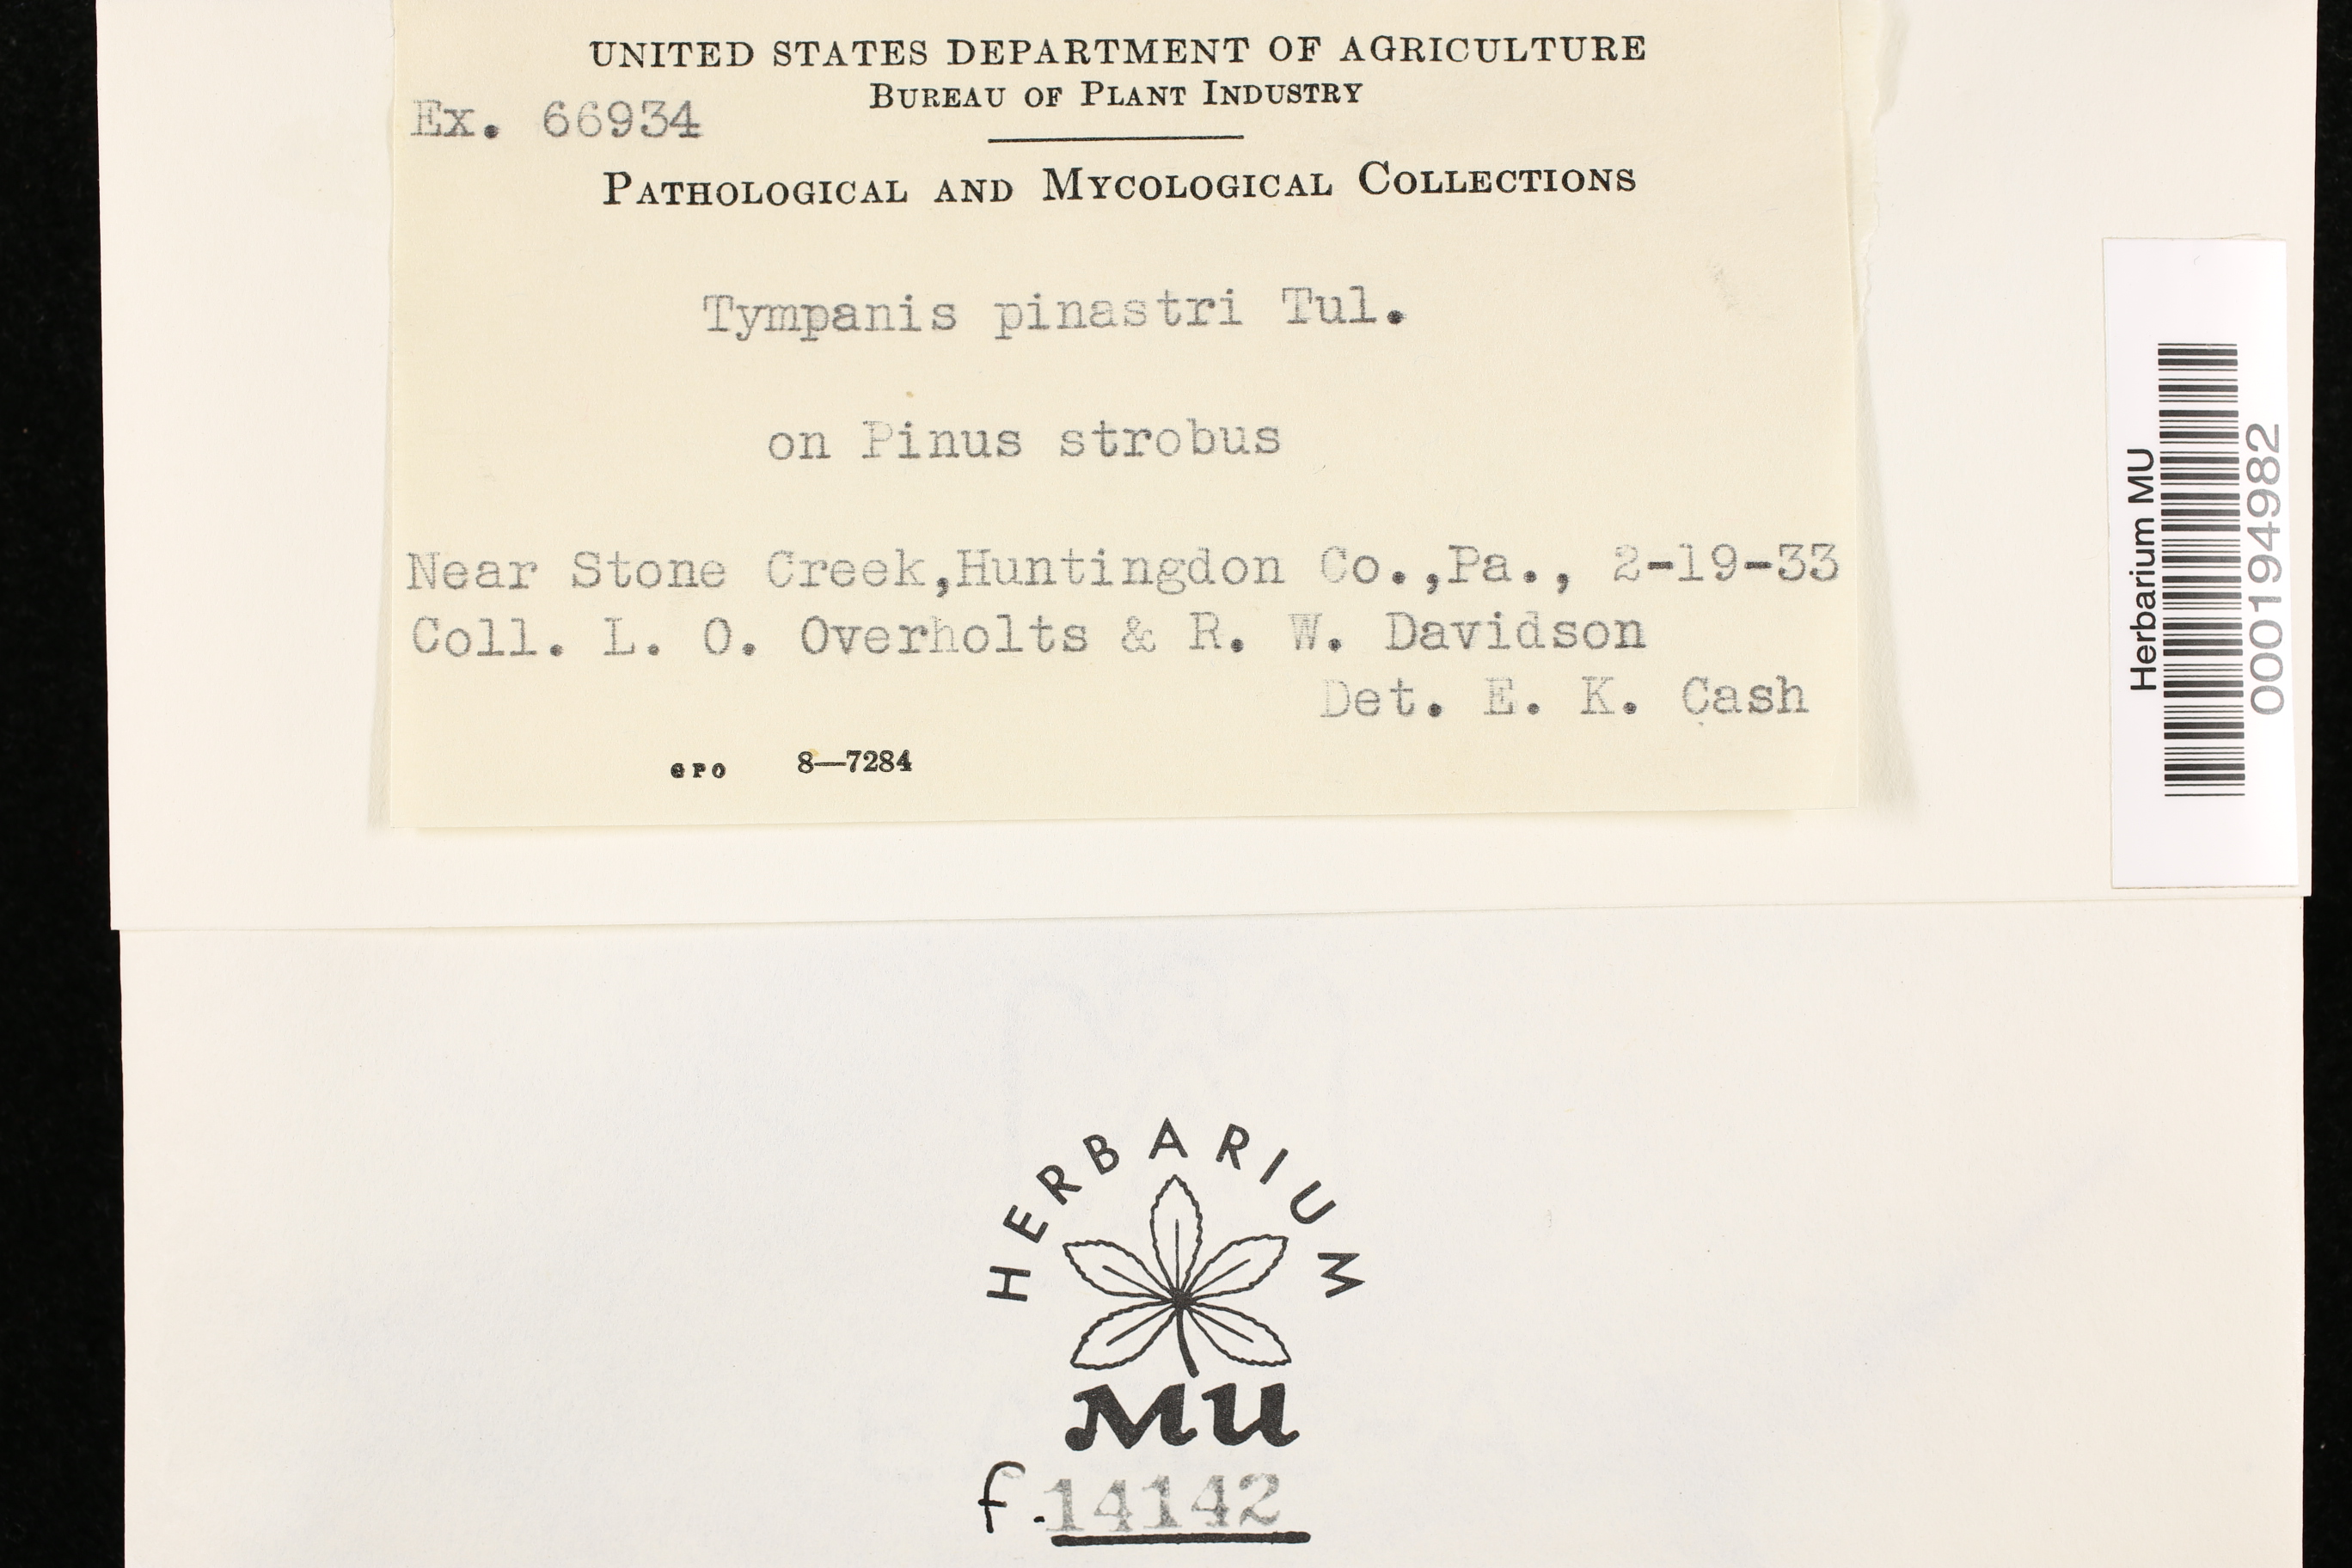 UNITED STATES DEPARTMENT OF AGRICULTURE
BUREAU OF PLANT INDUSTRY
Ex. 66934
PATHOLOGICAL AND MYCOLOGICAL COLLECTIONS
Tympanis pinastri Tul.
on Pinus strobus
Near Stone Creek,Huntingdon Co.,Pa., 2-19-33
Coll. L. O. Overholts & R. W. Davidson
Det. E. K. Cash
GPO 8—7284
Herbarium MU
000194982
HERBARIUM
MU
f.14142